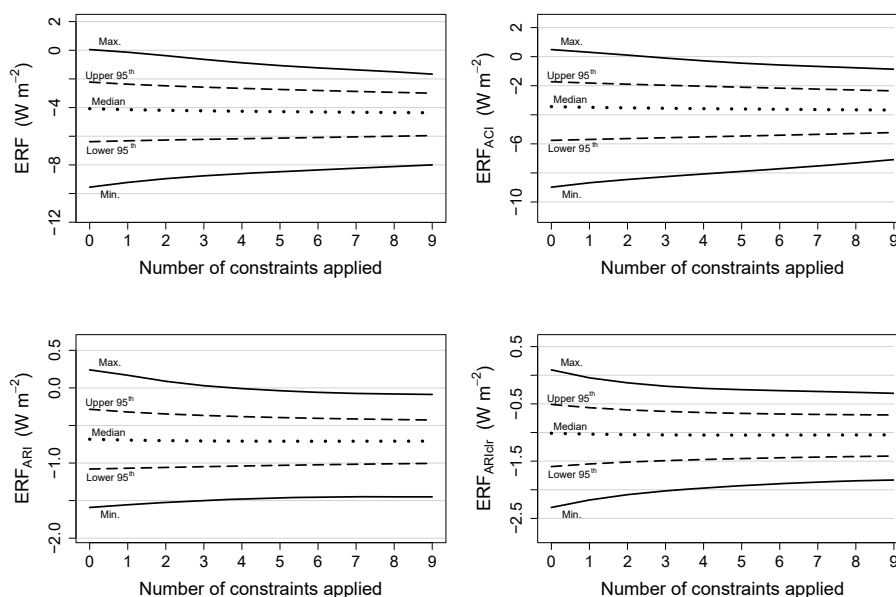 ERF (W m−2)
2
0
−4
−8
−12
Max.
Upper 95th
Median
Lower 95th
Min.
0 1 2 3 4 5 6 7 8 9
Number of constraints applied
ERFACI (W m−2)
2
−2
−6
−10
Max.
Upper 95th
Median
Lower 95th
Min.
0 1 2 3 4 5 6 7 8 9
Number of constraints applied
ERFARI (W m−2)
0.5
0.0
−1.0
−2.0
Max.
Upper 95th
Median
Lower 95th
Min.
0 1 2 3 4 5 6 7 8 9
Number of constraints applied
ERFARIclr (W m−2)
0.5
−0.5
−1.5
−2.5
Max.
Upper 95th
Median
Lower 95th
Min.
0 1 2 3 4 5 6 7 8 9
Number of constraints applied